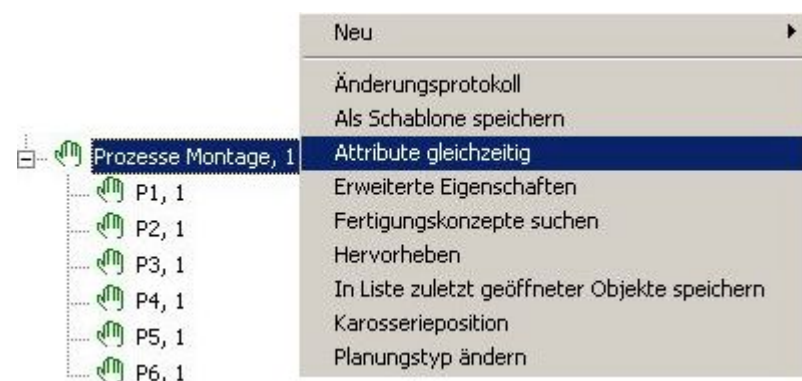 Prozesse Montage, 1
P1, 1
P2, 1
P3, 1
P4, 1
P5, 1
P6, 1
Neu
Änderungsprotokoll
Als Schablone speichern
Attribute gleichzeitig
Erweiterte Eigenschaften
Fertigungskonzepte suchen
Hervorheben
In Liste zuletzt geöffneter Objekte speichern
Karosserieposition
Planungstyp ändern